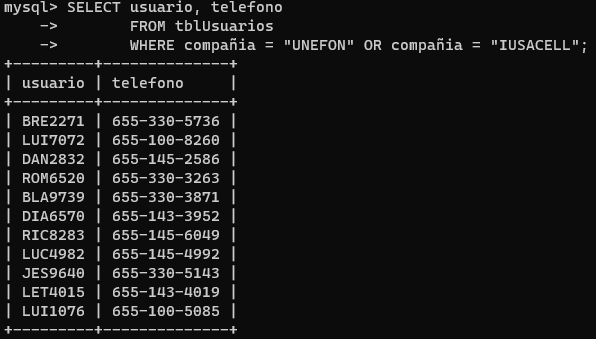 mysql> SELECT usuario, telefono
    ->        FROM tblUsuarios
    ->        WHERE compañia = "UNEFON" OR compañia = "IUSACELL";
+---------+--------------+
| usuario | telefono     |
+---------+--------------+
| BRE2271 | 655-330-5736 |
| LUI7072 | 655-100-8260 |
| DAN2832 | 655-145-2586 |
| ROM6520 | 655-330-3263 |
| BLA9739 | 655-330-3871 |
| DIA6570 | 655-143-3952 |
| RIC8283 | 655-145-6049 |
| LUC4982 | 655-145-4992 |
| JES9640 | 655-330-5143 |
| LET4015 | 655-143-4019 |
| LUI1076 | 655-100-5085 |
+---------+--------------+